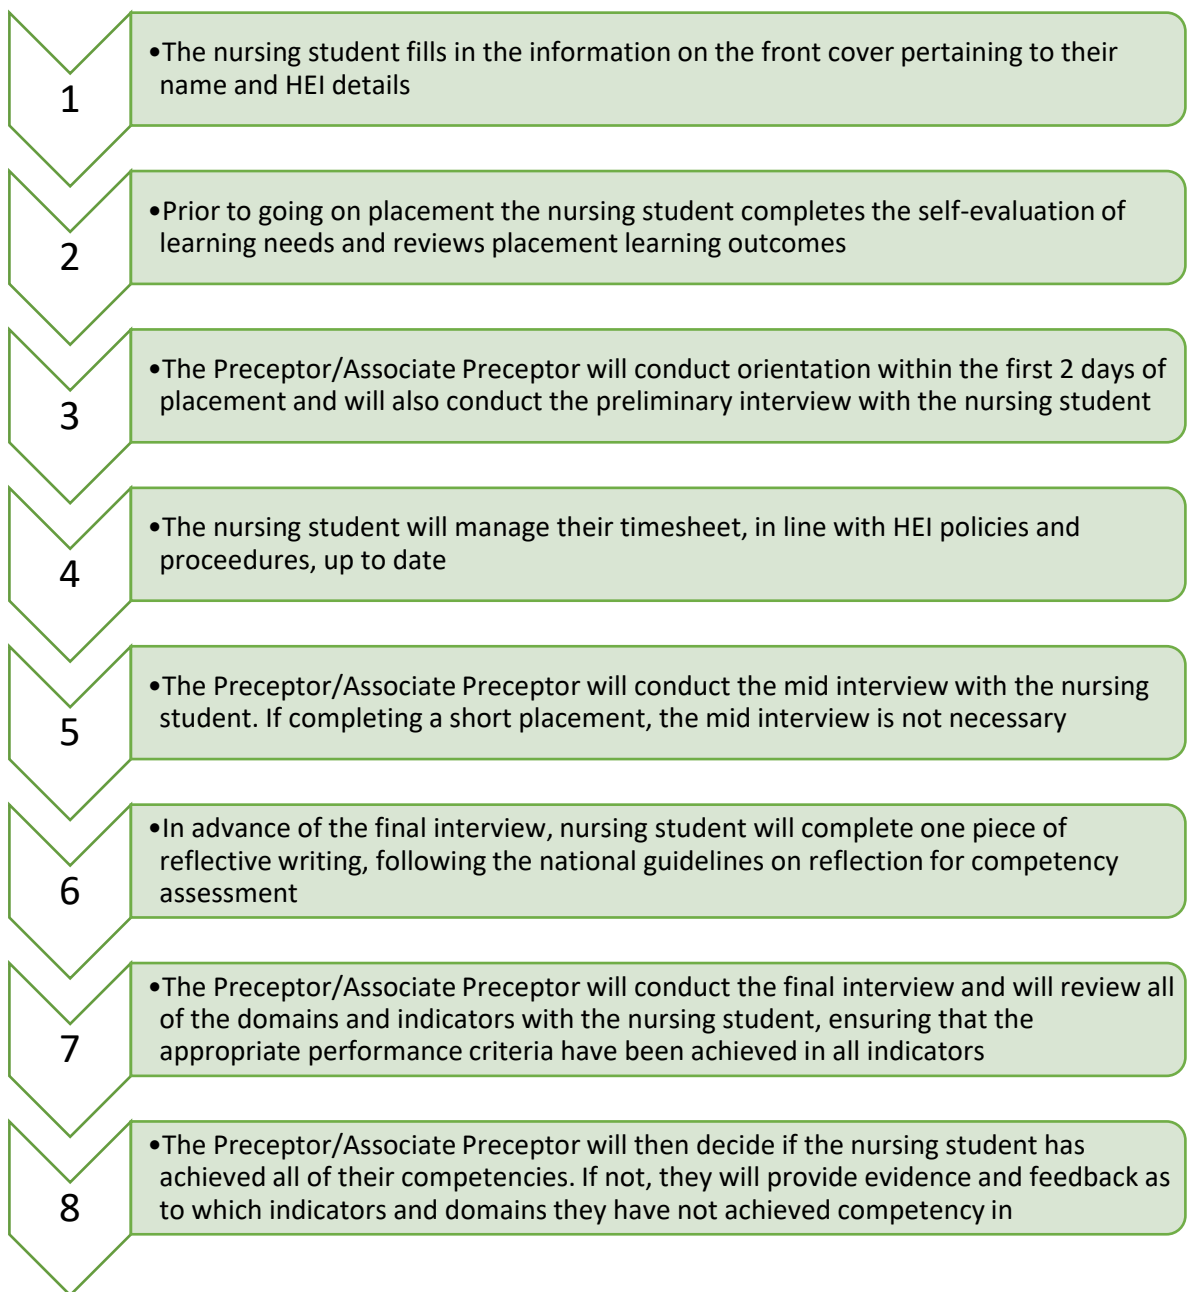 1
•The nursing student fills in the information on the front cover pertaining to their
name and HEI details
2
•Prior to going on placement the nursing student completes the self-evaluation of
learning needs and reviews placement learning outcomes
3
•The Preceptor/Associate Preceptor will conduct orientation within the first 2 days of
placement and will also conduct the preliminary interview with the nursing student
4
•The nursing student will manage their timesheet, in line with HEI policies and
proceedures, up to date
5
•The Preceptor/Associate Preceptor will conduct the mid interview with the nursing
student. If completing a short placement, the mid interview is not necessary
6
•In advance of the final interview, nursing student will complete one piece of
reflective writing, following the national guidelines on reflection for competency
assessment
7
•The Preceptor/Associate Preceptor will conduct the final interview and will review all
of the domains and indicators with the nursing student, ensuring that the
appropriate performance criteria have been achieved in all indicators
8
•The Preceptor/Associate Preceptor will then decide if the nursing student has
achieved all of their competencies. If not, they will provide evidence and feedback as
to which indicators and domains they have not achieved competency in